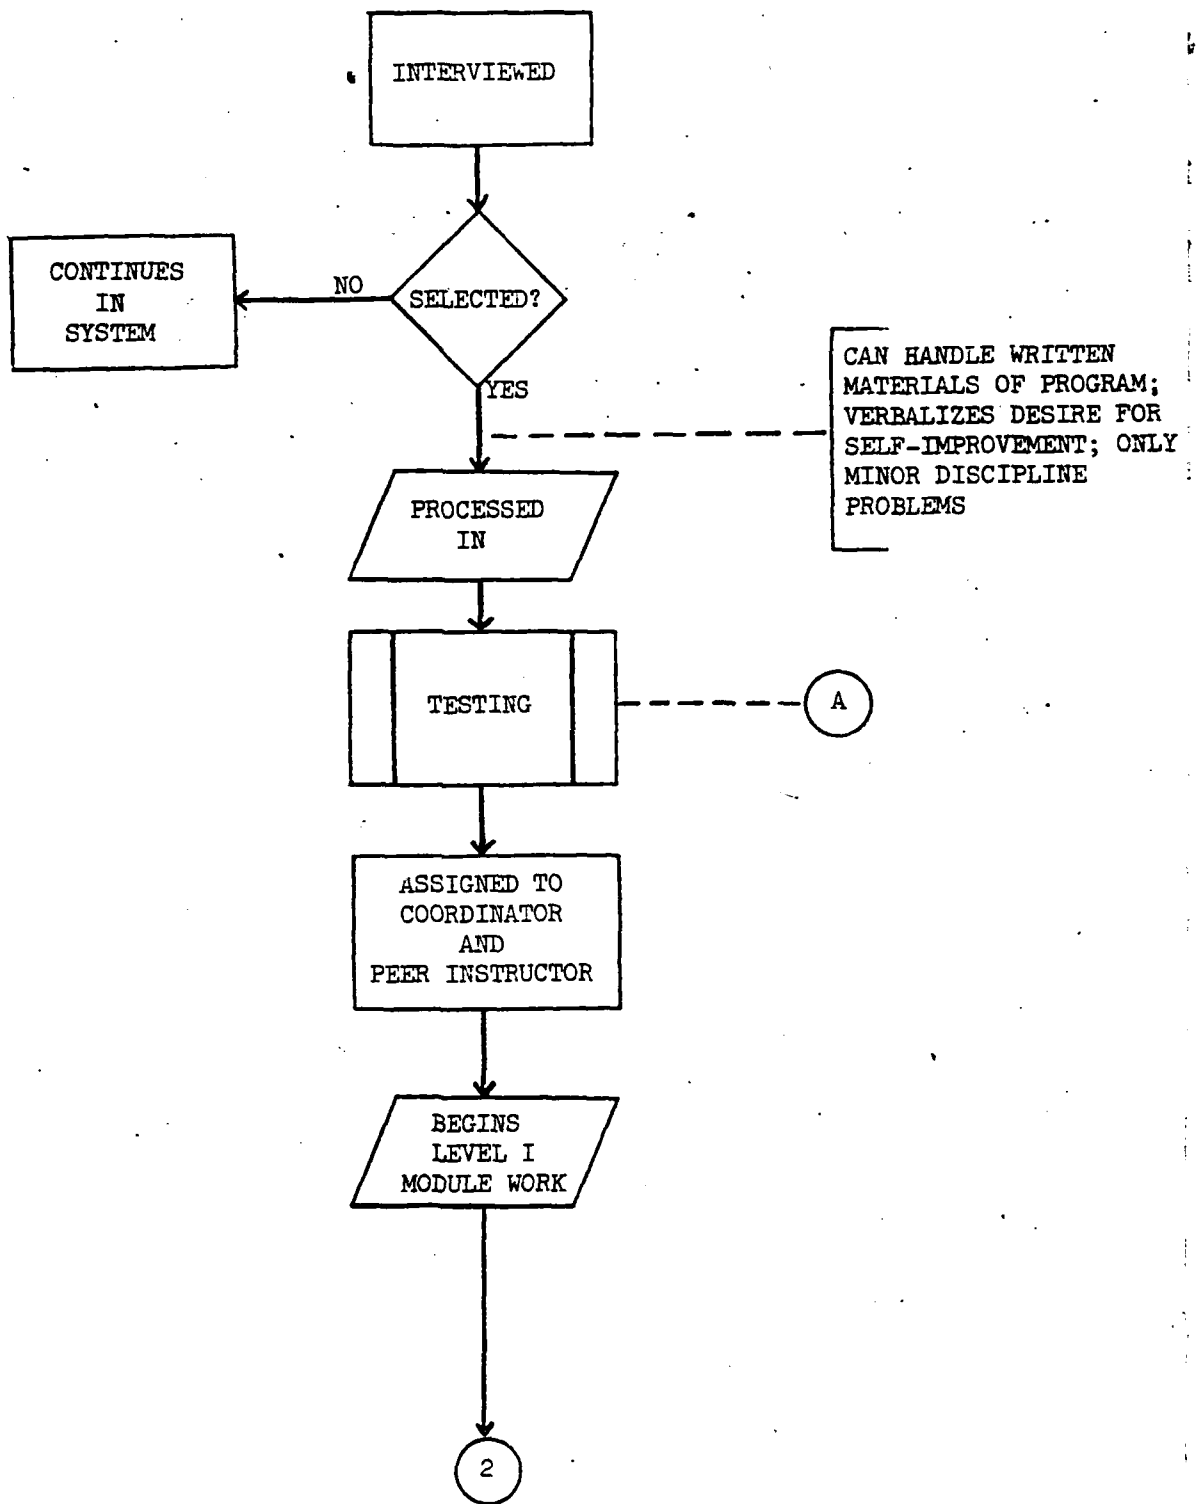 INTERVIEWED
CONTINUES
IN
SYSTEM
NO
SELECTED?
YES
CAN HANDLE WRITTEN
MATERIALS OF PROGRAM;
VERBALIZES DESIRE FOR
SELF-IMPROVEMENT; ONLY
MINOR DISCIPLINE
PROBLEMS
PROCESSED
IN
TESTING
A
ASSIGNED TO
COORDINATOR
AND
PEER INSTRUCTOR
BEGINS
LEVEL I
MODULE WORK
2